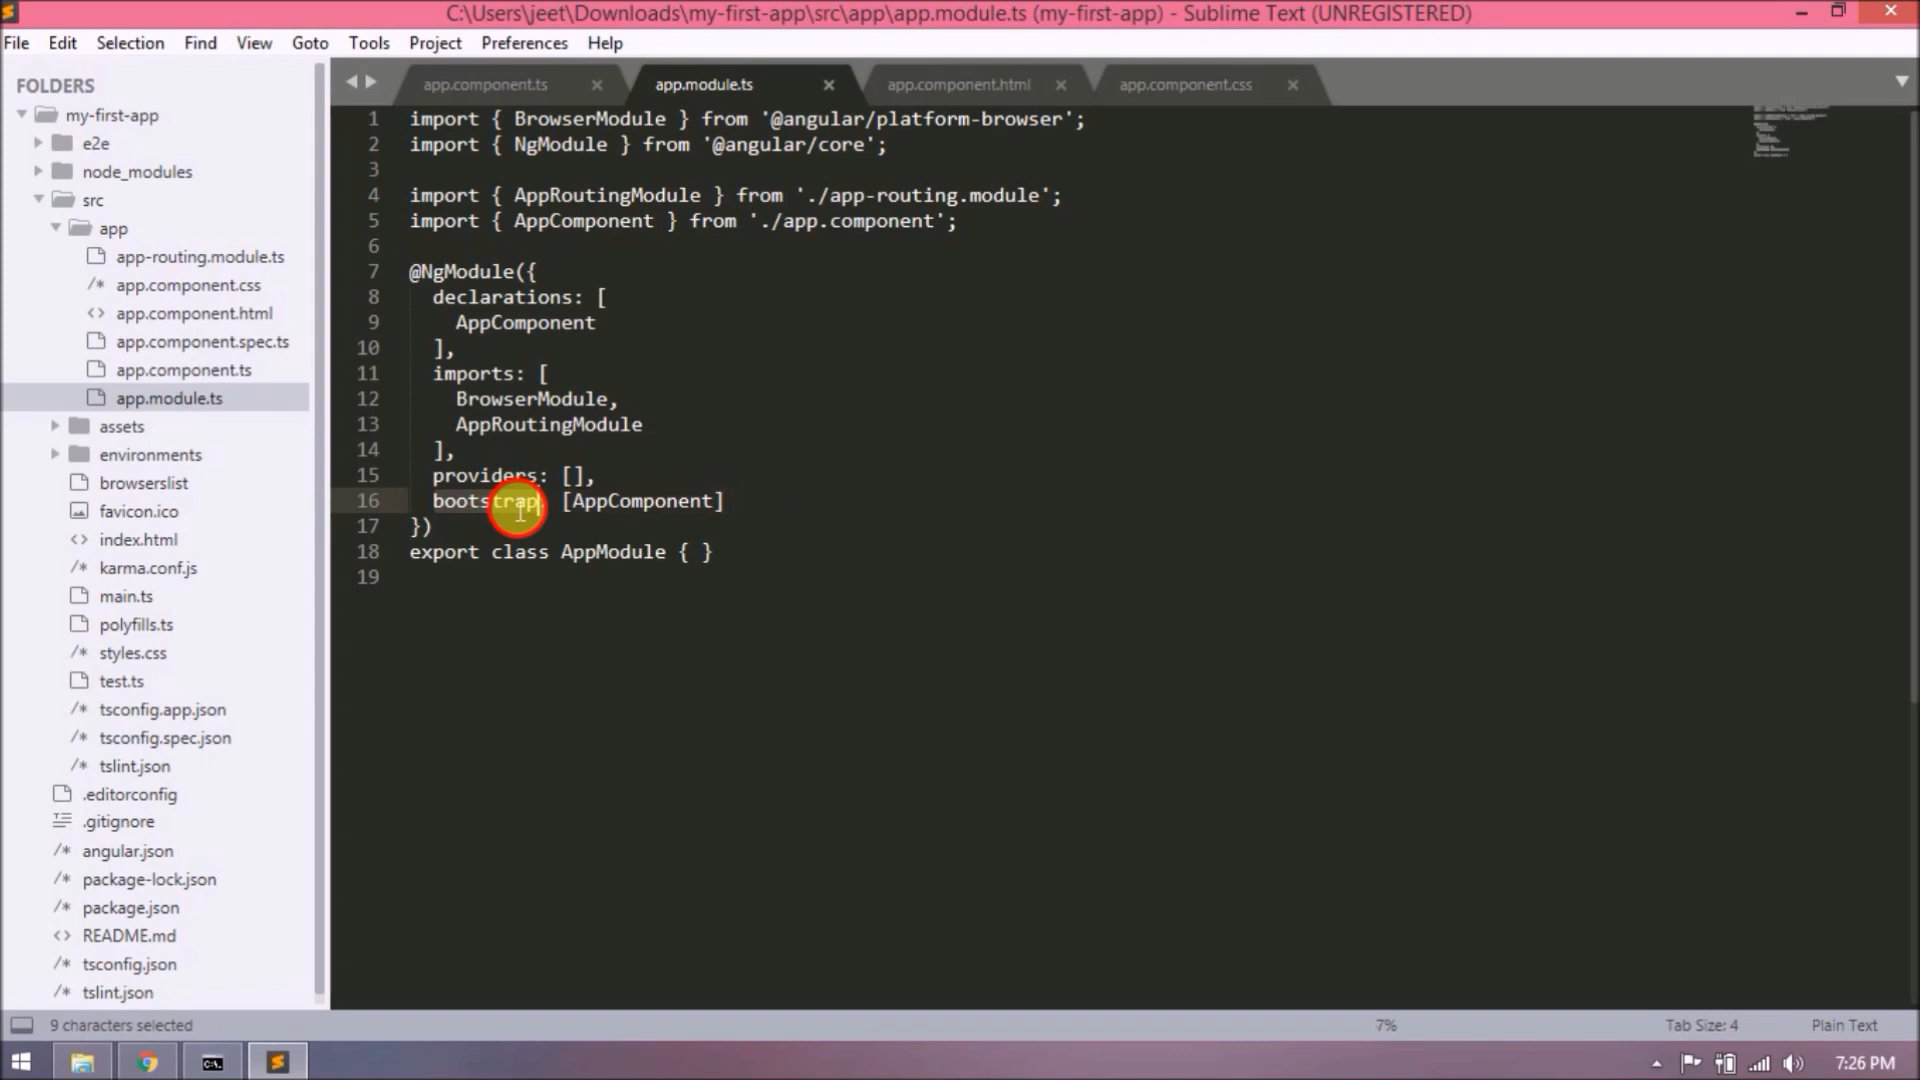 C:\Users\jeet\Downloads\my-first-app\src\app\app.module.ts (my-first-app) - Sublime Text (UNREGISTERED)
File Edit Selection Find View Goto Tools Project Preferences Help
FOLDERS
my-first-app
e2e
node_modules
src
app
app-routing.module.ts
app.component.css
app.component.html
app.component.spec.ts
app.component.ts
app.module.ts
assets
environments
browserslist
favicon.ico
index.html
karma.conf.js
main.ts
polyfills.ts
styles.css
test.ts
tsconfig.app.json
tsconfig.spec.json
tslint.json
.editorconfig
.gitignore
angular.json
package-lock.json
package.json
README.md
tsconfig.json
tslint.json
app.component.ts app.module.ts app.component.html app.component.css
1 import { BrowserModule } from '@angular/platform-browser';
2 import { NgModule } from '@angular/core';
3
4 import { AppRoutingModule } from './app-routing.module';
5 import { AppComponent } from './app.component';
6
7 @NgModule({
8 declarations: [
9 AppComponent
10 ],
11 imports: [
12 BrowserModule,
13 AppRoutingModule
14 ],
15 providers: [],
16 bootstrap: [AppComponent]
17 })
18 export class AppModule { }
19
9 characters selected 7% Tab Size: 4 Plain Text
7:26 PM